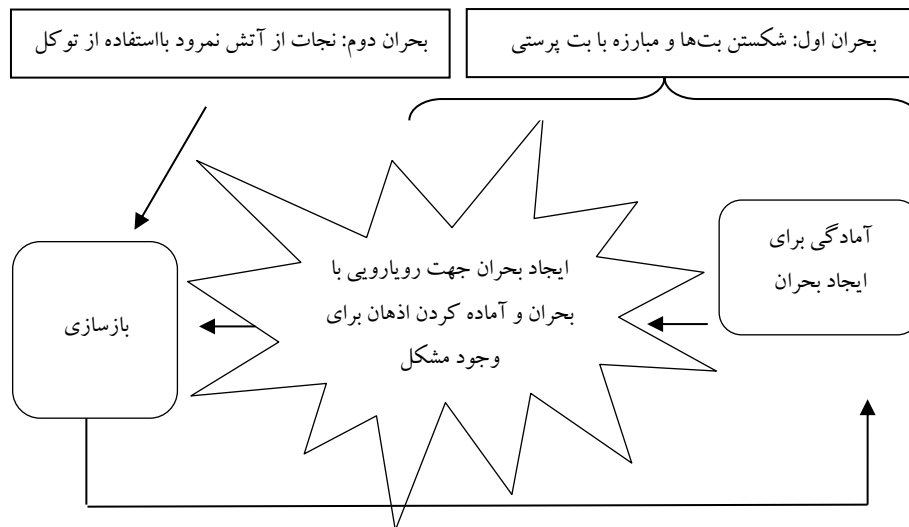 بحران اول: شکستن بت‌ها و مبارزه با بت پرستی
بحران دوم: نجات از آتش نمرود بااستفاده از توکل
آمادگی برای
ایجاد بحران
ایجاد بحران جهت رویارویی با
بحران و آماده کردن اذهان برای
وجود مشکل
بازسازی